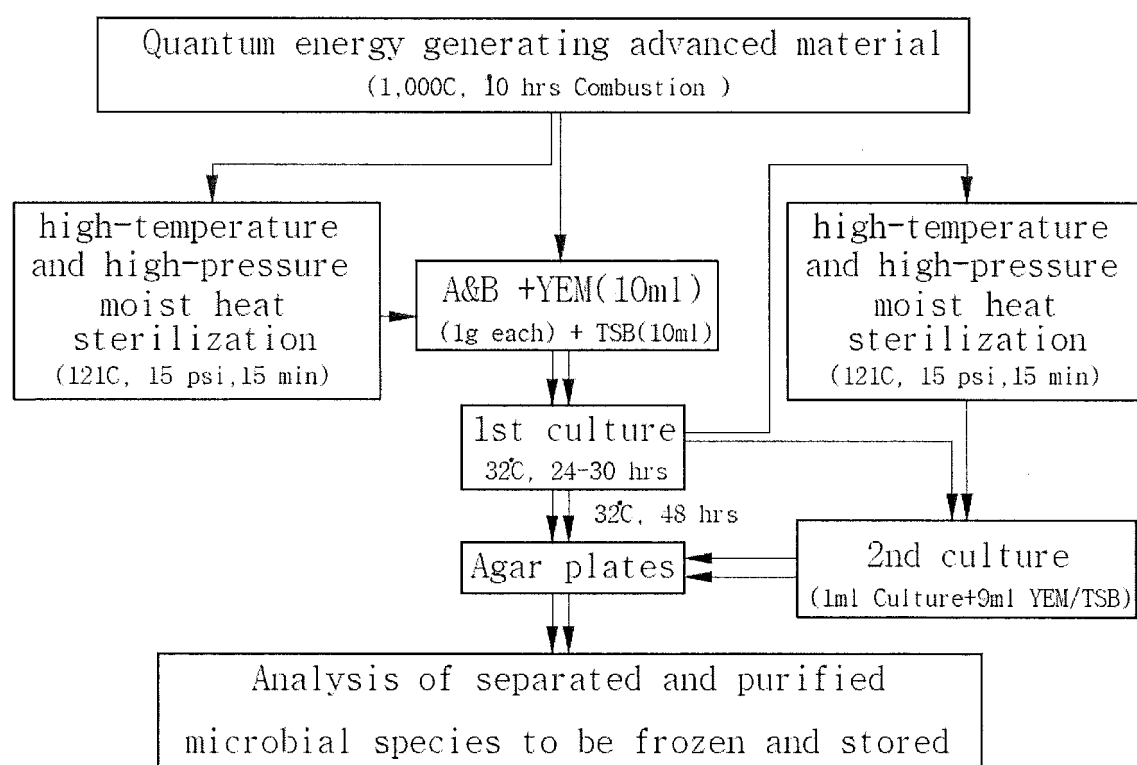 Quantum energy generating advanced material
(1,000C, 10 hrs Combustion )
high-temperature
and high-pressure
moist heat
sterilization
(121C, 15 psi,15 min)
A&B +YEM(10ml)
(1g each) + TSB(10ml)
high-temperature
and high-pressure
moist heat
sterilization
(121C, 15 psi,15 min)
1st culture
32℃, 24-30 hrs
32℃, 48 hrs
Agar plates
2nd culture
(1ml Culture+9ml YEM/TSB)
Analysis of separated and purified
microbial species to be frozen and stored